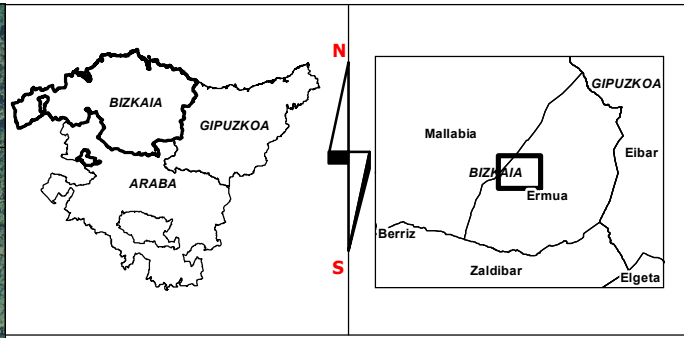 BIZKAIA
GIPUZKOA
ARABA
N
S
GIPUZKOA
Mallabia
Eibar
BIZKAIA
Ermua
Berriz
Zaldibar
Elgeta